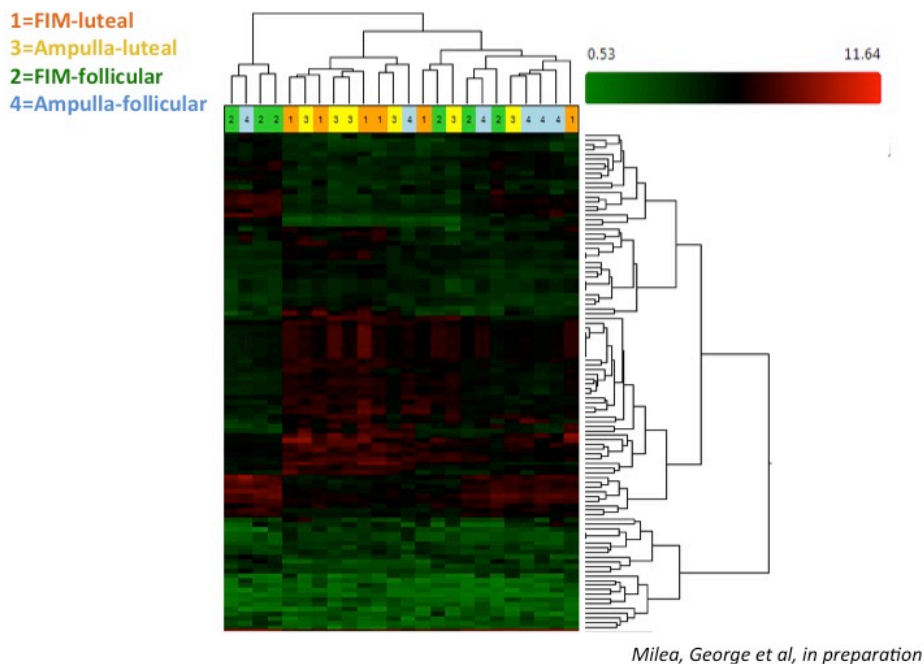 1=FIM-luteal
3=Ampulla-luteal
2=FIM-follicular
4=Ampulla-follicular
0.53 11.64
2 4 2 2 1 3 1 3 3 1 1 3 4 1 2 3 2 4 2 3 4 4 4 1
Milea, George et al, in preparation